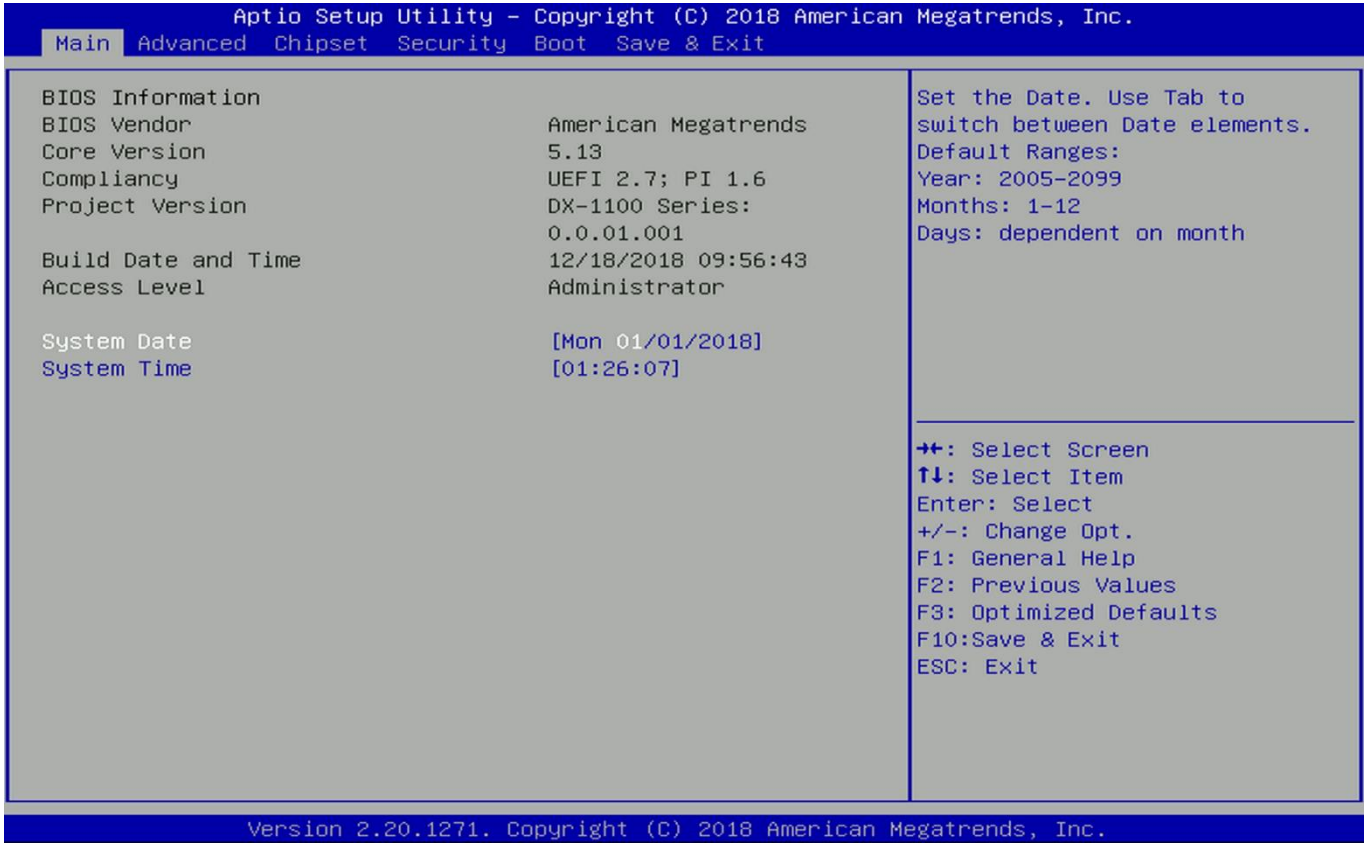 Aptio Setup Utility – Copyright (C) 2018 American Megatrends, Inc.
Main Advanced Chipset Security Boot Save & Exit
BIOS Information
BIOS Vendor American Megatrends
Core Version 5.13
Compliancy UEFI 2.7; PI 1.6
Project Version DX-1100 Series:
0.0.01.001
Build Date and Time 12/18/2018 09:56:43
Access Level Administrator
System Date [Mon 01/01/2018]
System Time [01:26:07]
Set the Date. Use Tab to
switch between Date elements.
Default Ranges:
Year: 2005-2099
Months: 1-12
Days: dependent on month
→←: Select Screen
↑↓: Select Item
Enter: Select
+/-: Change Opt.
F1: General Help
F2: Previous Values
F3: Optimized Defaults
F10:Save & Exit
ESC: Exit
Version 2.20.1271. Copyright (C) 2018 American Megatrends, Inc.